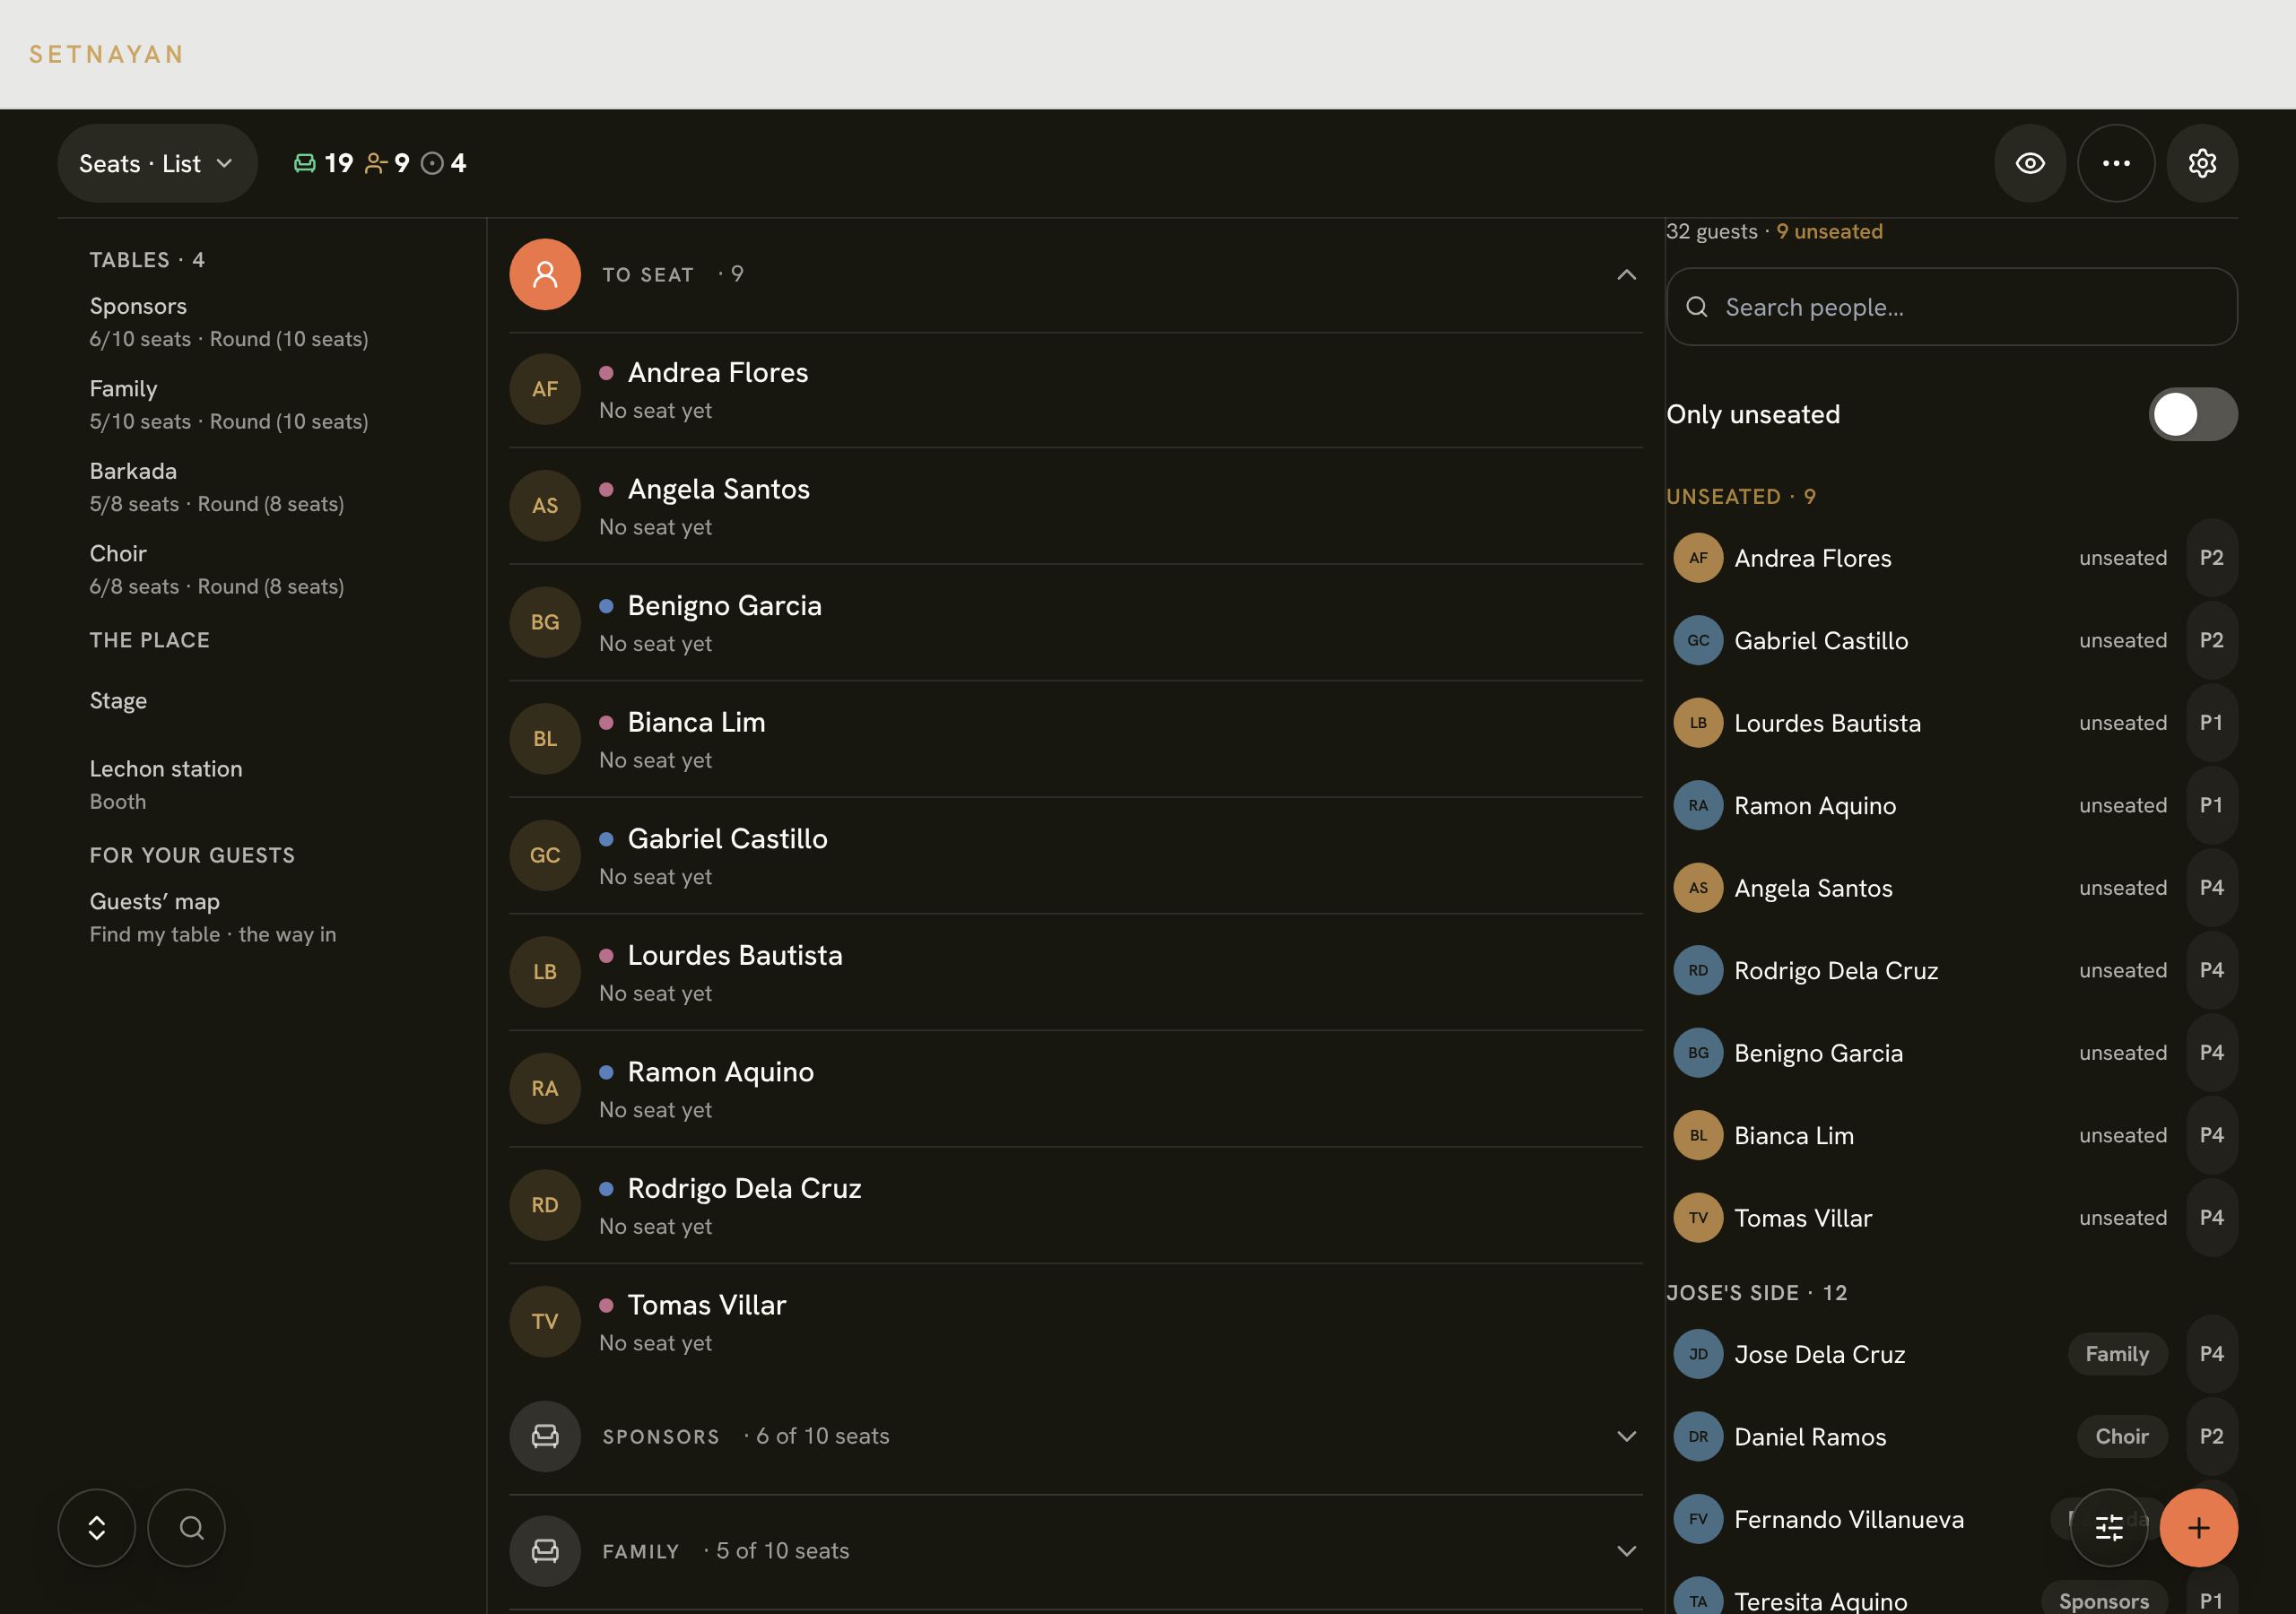 SETNAYAN
Seats · List
19 9 4
TABLES · 4
Sponsors
6/10 seats · Round (10 seats)
Family
5/10 seats · Round (10 seats)
Barkada
5/8 seats · Round (8 seats)
Choir
6/8 seats · Round (8 seats)
THE PLACE
Stage
Lechon station
Booth
FOR YOUR GUESTS
Guests’ map
Find my table · the way in
TO SEAT · 9
AF Andrea Flores
No seat yet
AS Angela Santos
No seat yet
BG Benigno Garcia
No seat yet
BL Bianca Lim
No seat yet
GC Gabriel Castillo
No seat yet
LB Lourdes Bautista
No seat yet
RA Ramon Aquino
No seat yet
RD Rodrigo Dela Cruz
No seat yet
TV Tomas Villar
No seat yet
SPONSORS · 6 of 10 seats
FAMILY · 5 of 10 seats
32 guests · 9 unseated
Search people...
Only unseated
UNSEATED · 9
AF Andrea Flores unseated P2
GC Gabriel Castillo unseated P2
LB Lourdes Bautista unseated P1
RA Ramon Aquino unseated P1
AS Angela Santos unseated P4
RD Rodrigo Dela Cruz unseated P4
BG Benigno Garcia unseated P4
BL Bianca Lim unseated P4
TV Tomas Villar unseated P4
JOSE'S SIDE · 12
JD Jose Dela Cruz Family P4
DR Daniel Ramos Choir P2
FV Fernando Villanueva
TA Teresita Aquino Sponsors P1